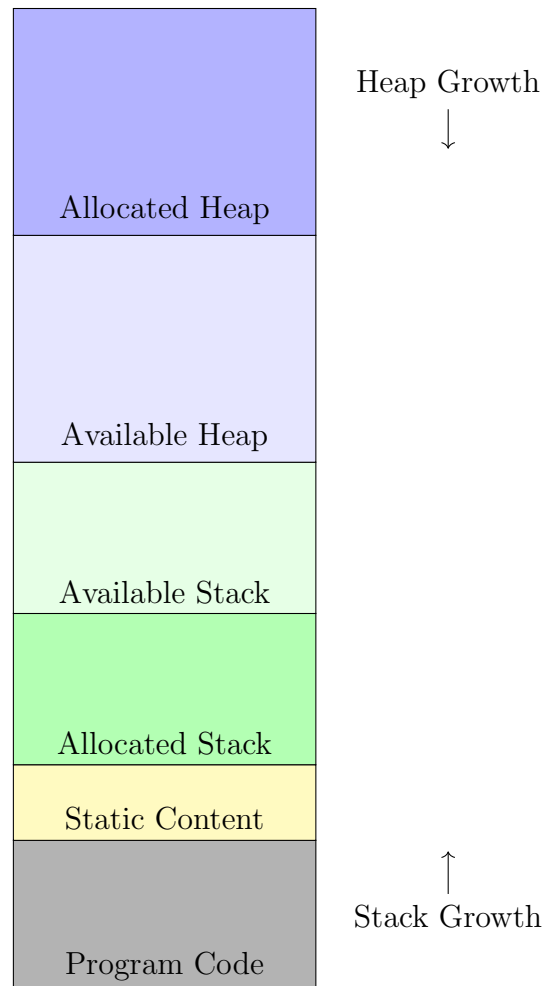 Heap Growth
↓
Allocated Heap
Available Heap
Available Stack
Allocated Stack
Static Content
↑
Stack Growth
Program Code